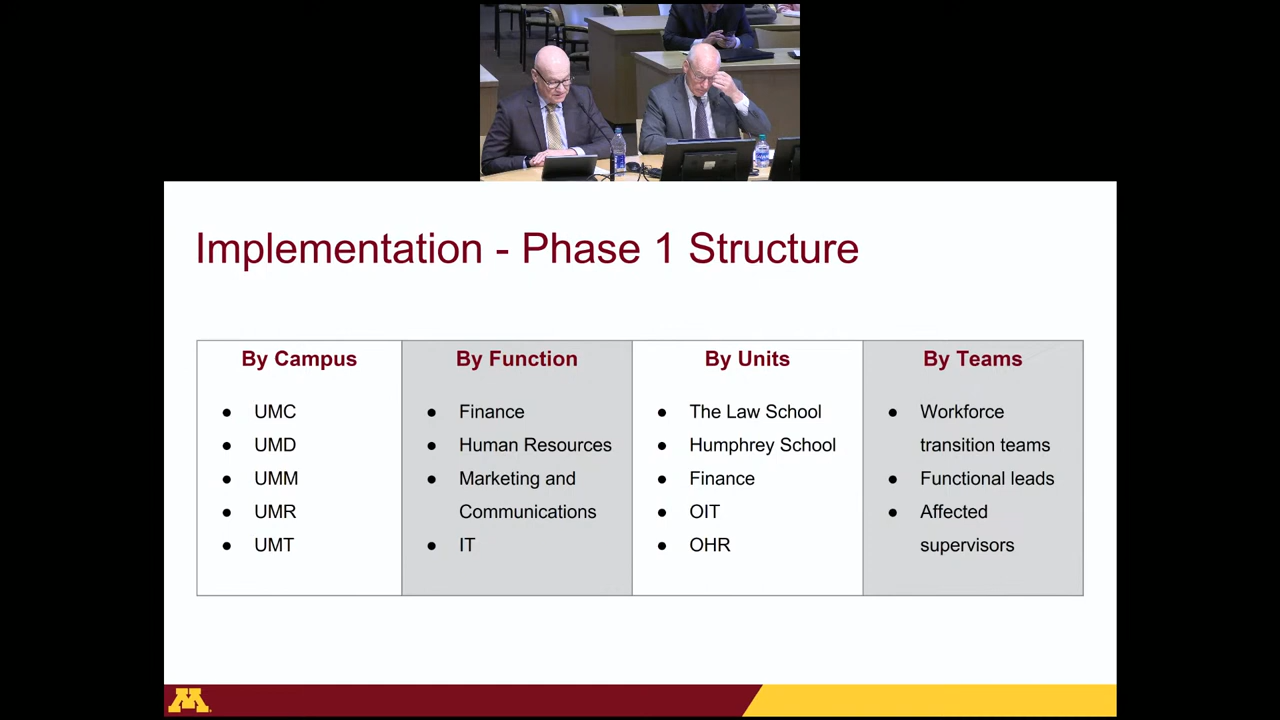 Implementation - Phase 1 Structure
By Campus
UMC
UMD
UMM
UMR
UMT
By Function
Finance
Human Resources
Marketing and
Communications
IT
By Units
The Law School
Humphrey School
Finance
OIT
OHR
By Teams
Workforce
transition teams
Functional leads
Affected
supervisors
M